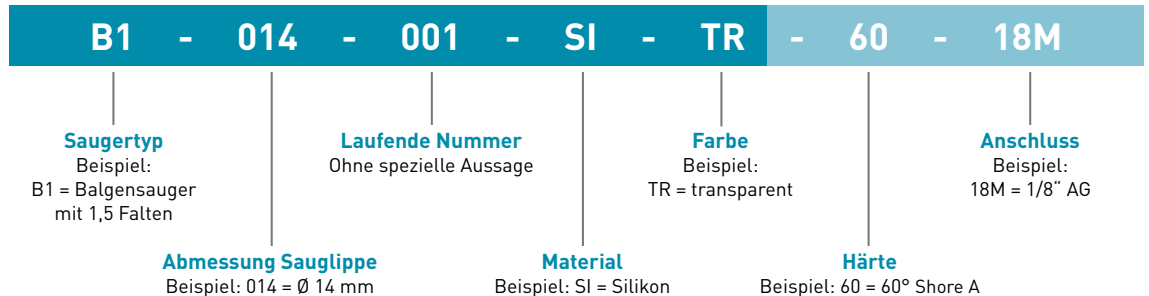 B1 - 014 - 001 - SI - TR - 60 - 18M
Saugertyp
Beispiel:
B1 = Balgensauger
mit 1,5 Falten
Laufende Nummer
Ohne spezielle Aussage
Farbe
Beispiel:
TR = transparent
Anschluss
Beispiel:
18M = 1/8“ AG
Abmessung Sauglippe
Beispiel: 014 = Ø 14 mm
Material
Beispiel: SI = Silikon
Härte
Beispiel: 60 = 60° Shore A